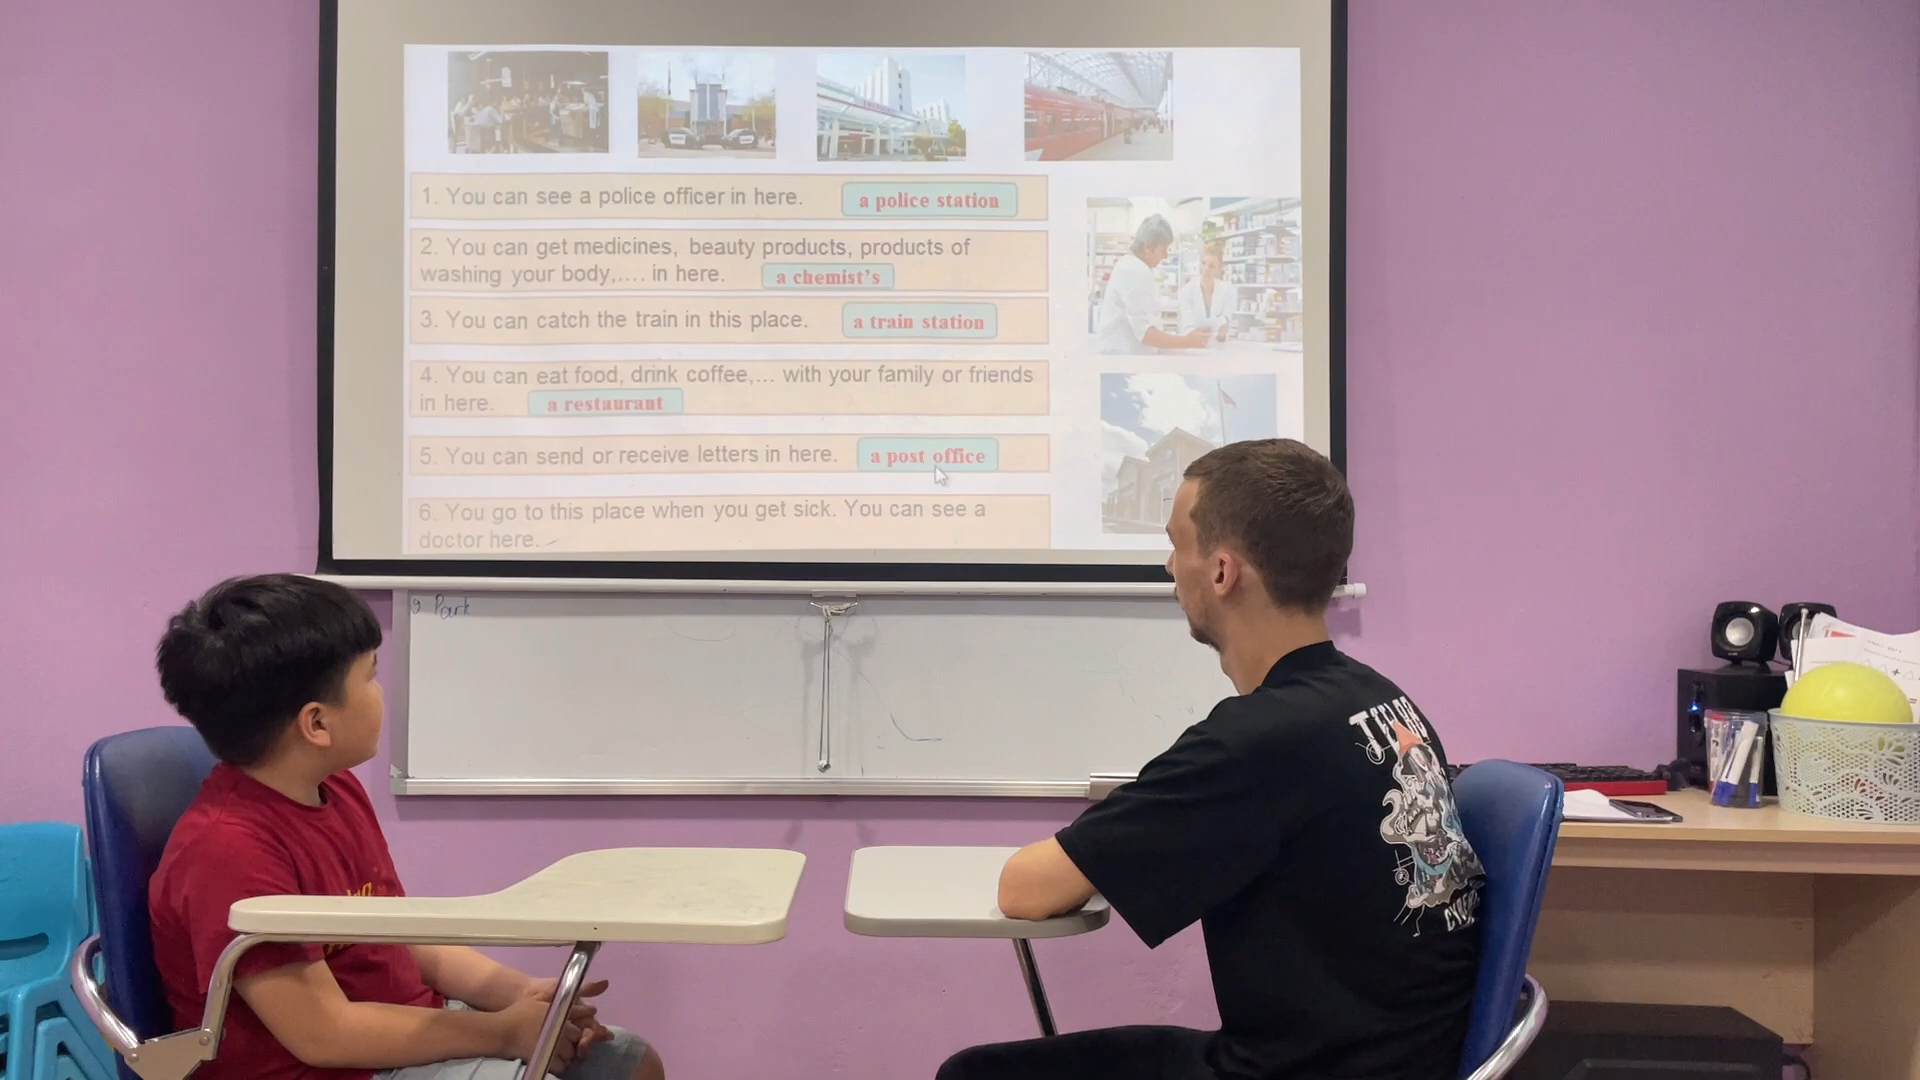 1. You can see a police officer in here. a police station
2. You can get medicines, beauty products, products of
washing your body,.... in here. a chemist's
3. You can catch the train in this place. a train station
4. You can eat food, drink coffee,... with your family or friends
in here. a restaurant
5. You can send or receive letters in here. a post office
6. You go to this place when you get sick. You can see a
doctor here.
Park